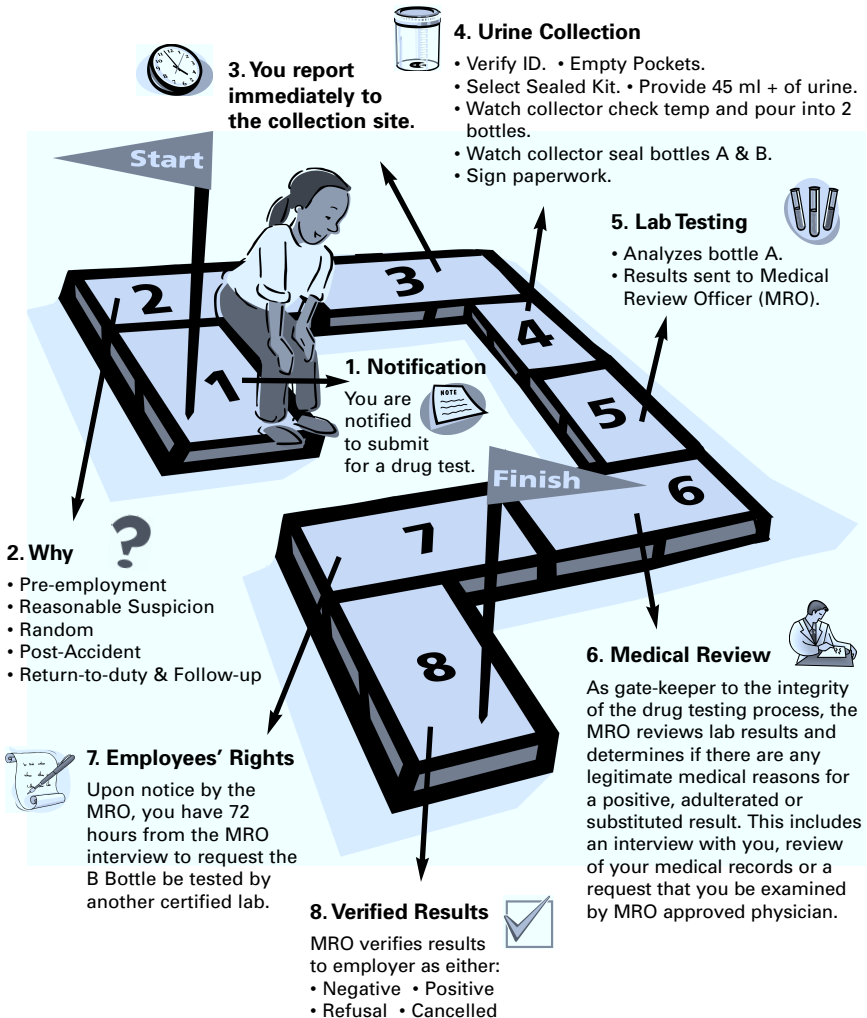 Start
1
2
3
4
5
6
7
8
Finish
1. Notification
You are
notified
to submit
for a drug test.
NOTE
2. Why
?
• Pre-employment
• Reasonable Suspicion
• Random
• Post-Accident
• Return-to-duty & Follow-up
3. You report
immediately to
the collection site.
4. Urine Collection
• Verify ID. • Empty Pockets.
• Select Sealed Kit. • Provide 45 ml + of urine.
• Watch collector check temp and pour into 2
bottles.
• Watch collector seal bottles A & B.
• Sign paperwork.
5. Lab Testing
• Analyzes bottle A.
• Results sent to Medical
Review Officer (MRO).
6. Medical Review
As gate-keeper to the integrity
of the drug testing process, the
MRO reviews lab results and
determines if there are any
legitimate medical reasons for
a positive, adulterated or
substituted result. This includes
an interview with you, review
of your medical records or a
request that you be examined
by MRO approved physician.
7. Employees’ Rights
Upon notice by the
MRO, you have 72
hours from the MRO
interview to request the
B Bottle be tested by
another certified lab.
8. Verified Results
MRO verifies results
to employer as either:
• Negative • Positive
• Refusal • Cancelled